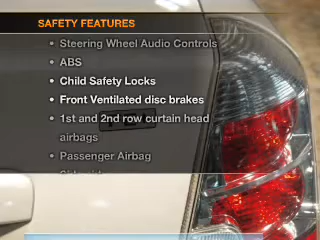 SAFETY FEATURES
• Steering Wheel Audio Controls
• ABS
• Child Safety Locks
• Front Ventilated disc brakes
• 1st and 2nd row curtain head
airbags
• Passenger Airbag